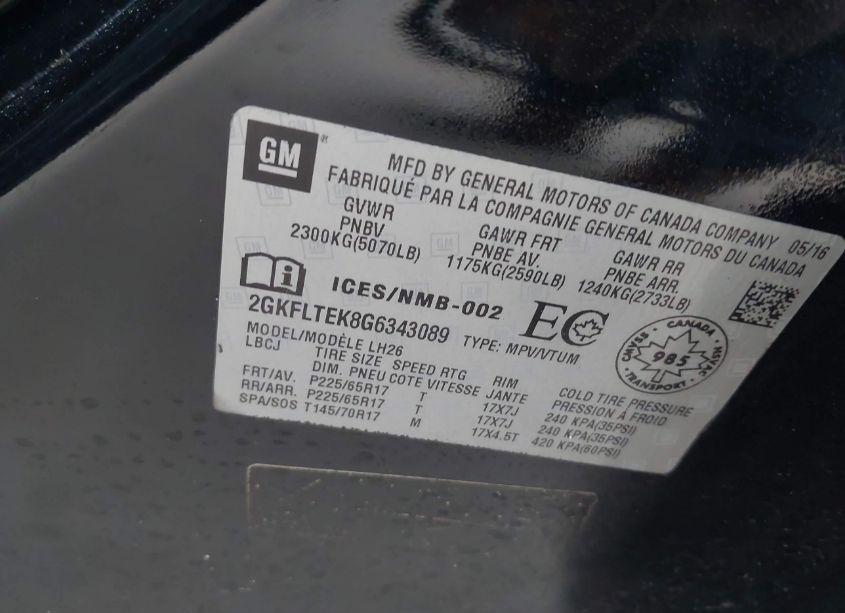 GM
MFD BY GENERAL MOTORS OF CANADA COMPANY 05/16
FABRIQUÉ PAR LA COMPAGNIE GENERAL MOTORS DU CANADA
GVWR GAWR FRT GAWR RR
PNBV PNBE AV. PNBE ARR.
2300KG(5070LB) 1175KG(2590LB) 1240KG(2733LB)
ICES/NMB-002 EC
2GKFLTEK8G6343089 TYPE: MPV/VTUM
CANADA
985
TRANSPORT
MODEL/MODÈLE LH26
LBCJ TIRE SIZE SPEED RTG RIM COLD TIRE PRESSURE
DIM. PNEU COTE VITESSE JANTE PRESSION À FROID
FRT/AV. P225/65R17 T 17X7J 240 KPA(35PSI)
RR/ARR. P225/65R17 T 17X7J 240 KPA(35PSI)
SPA/SOS T145/70R17 M 17X4.5T 420 KPA(60PSI)